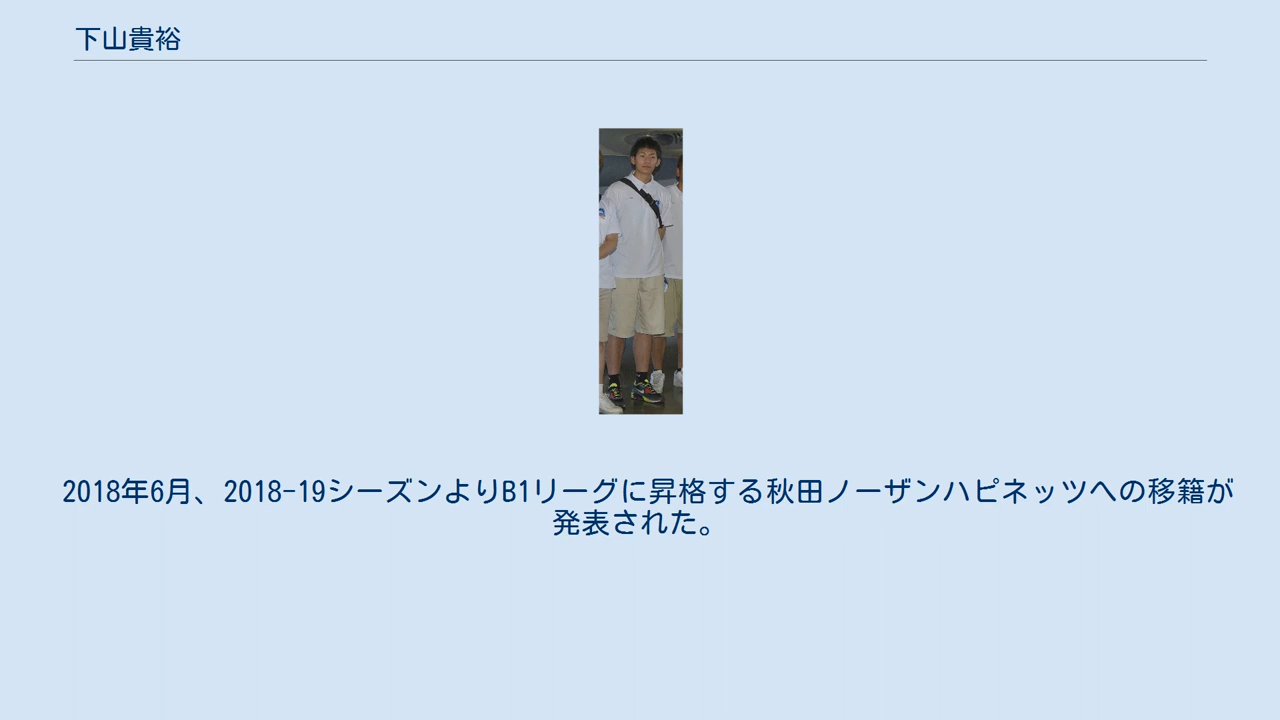 下山貴裕
2018年6月、2018-19シーズンよりB1リーグに昇格する秋田ノーザンハピネッツへの移籍が
発表された。